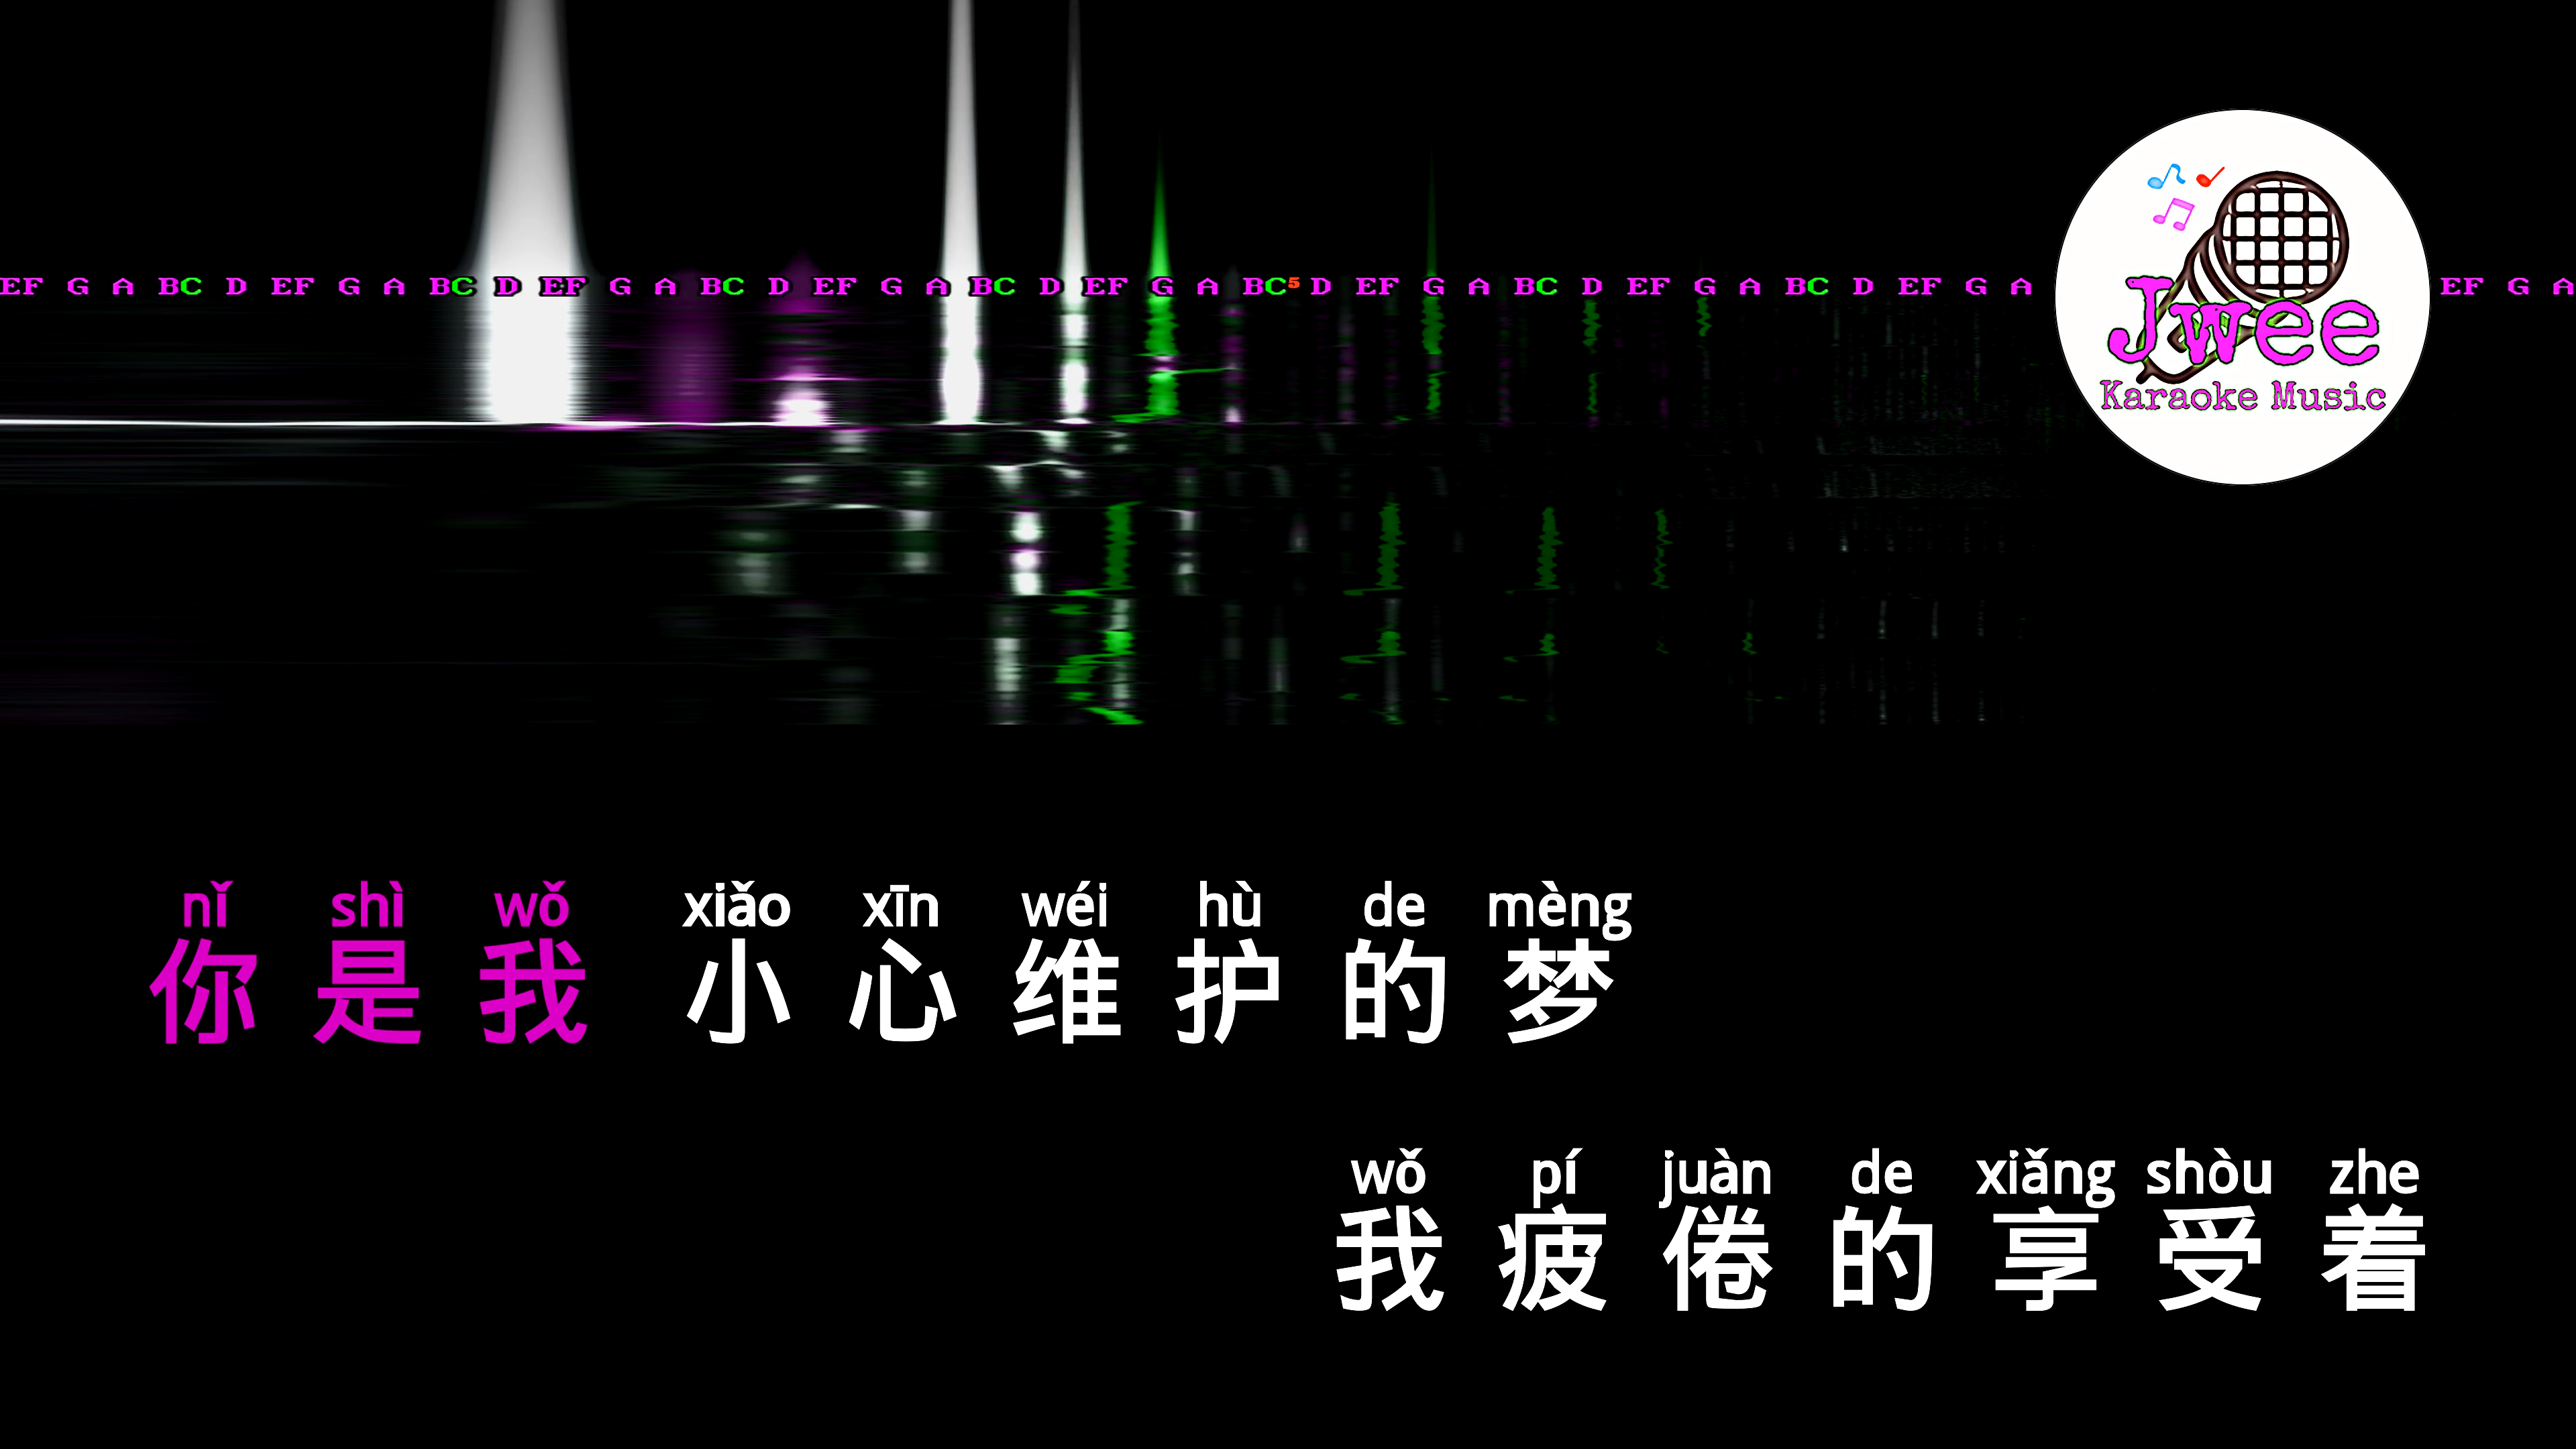 EF G A BC D EF G A BC D EF G A BC D EF G A BC D EF G A BC5 D EF G A BC D EF G A BC D EF G A EF G A
Jwee
Karaoke Music
nǐ shì wǒ xiǎo xīn wéi hù de mèng
你是我 小心维护的梦
wǒ pí juàn de xiǎng shòu zhe
我疲倦的享受着